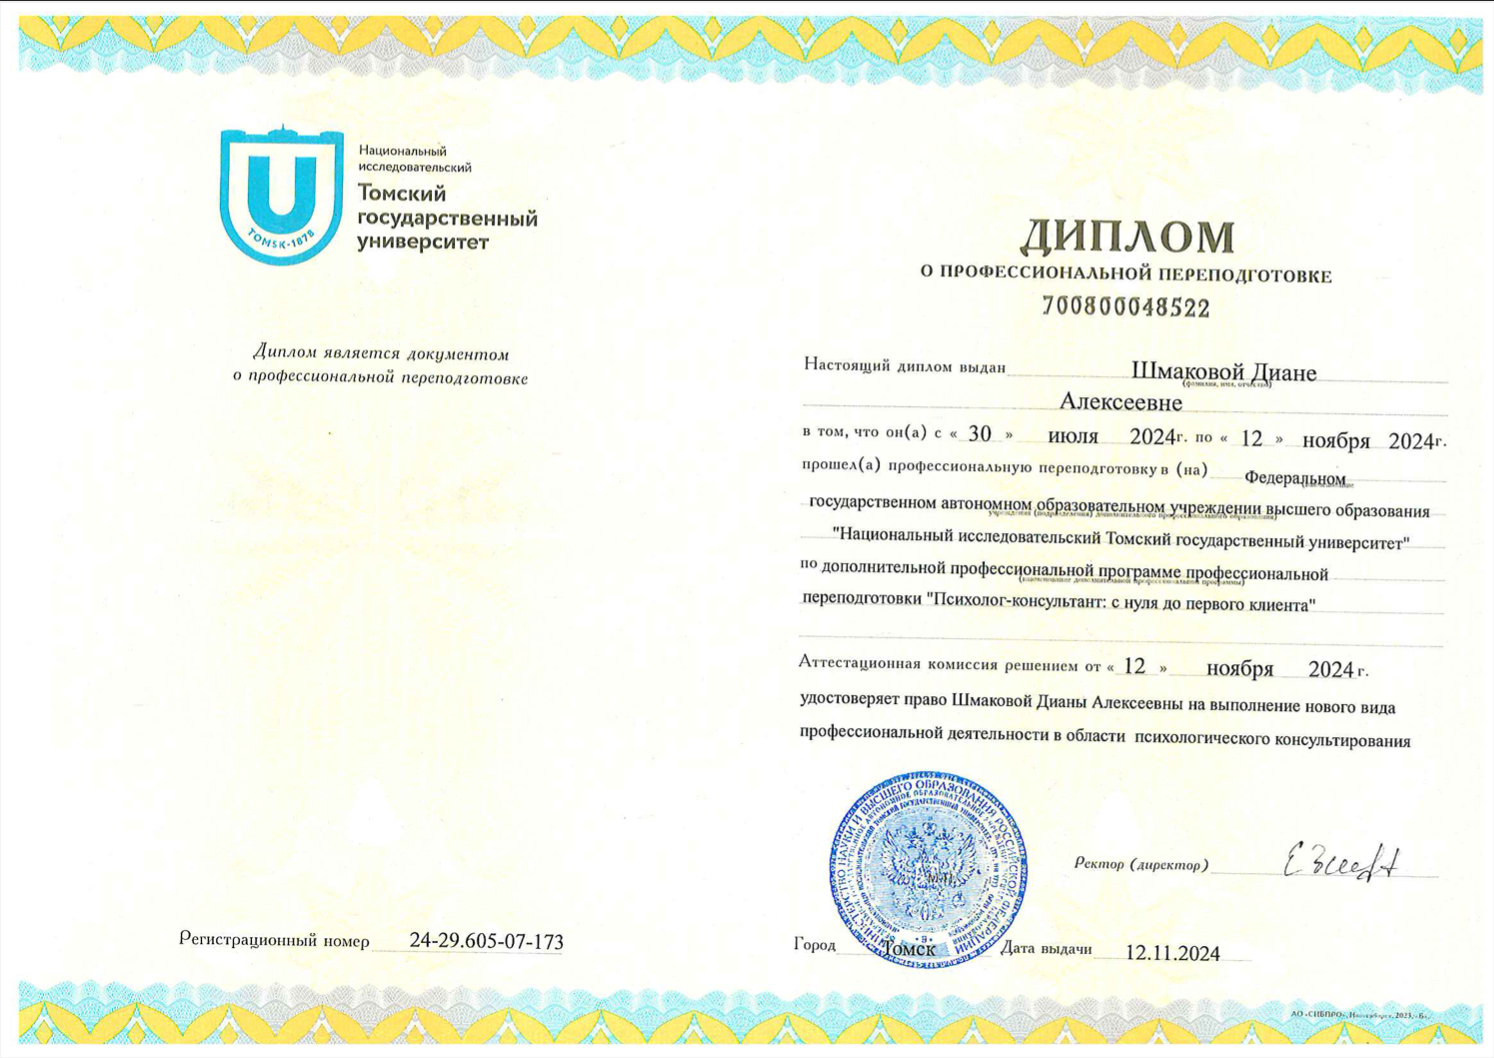 Национальный
исследовательский
Томский
государственный
университет
TOMSK-1878
Диплом является документом
о профессиональной переподготовке
Регистрационный номер 24-29.605-07-173
ДИПЛОМ
О ПРОФЕССИОНАЛЬНОЙ ПЕРЕПОДГОТОВКЕ
700800048522
Настоящий диплом выдан Шмаковой Диане
(фамилия, имя, отчество)
Алексеевне
в том, что он(а) с « 30 » июля 2024г. по « 12 » ноября 2024г.
прошел(а) профессиональную переподготовку в (на) Федеральном
государственном автономном образовательном учреждении высшего образования
учреждения (подразделения) дополнительного профессионального образования)
"Национальный исследовательский Томский государственный университет"
по дополнительной профессиональной программе профессиональной
(наименование дополнительной профессиональной программы)
переподготовки "Психолог-консультант: с нуля до первого клиента"
Аттестационная комиссия решением от « 12 » ноября 2024 г.
удостоверяет право Шмаковой Дианы Алексеевны на выполнение нового вида
профессиональной деятельности в области психологического консультирования
М.П.
Ректор (директор)
Город Томск Дата выдачи 12.11.2024
АО «СИБПРО», Новосибирск, 2023, «Б».